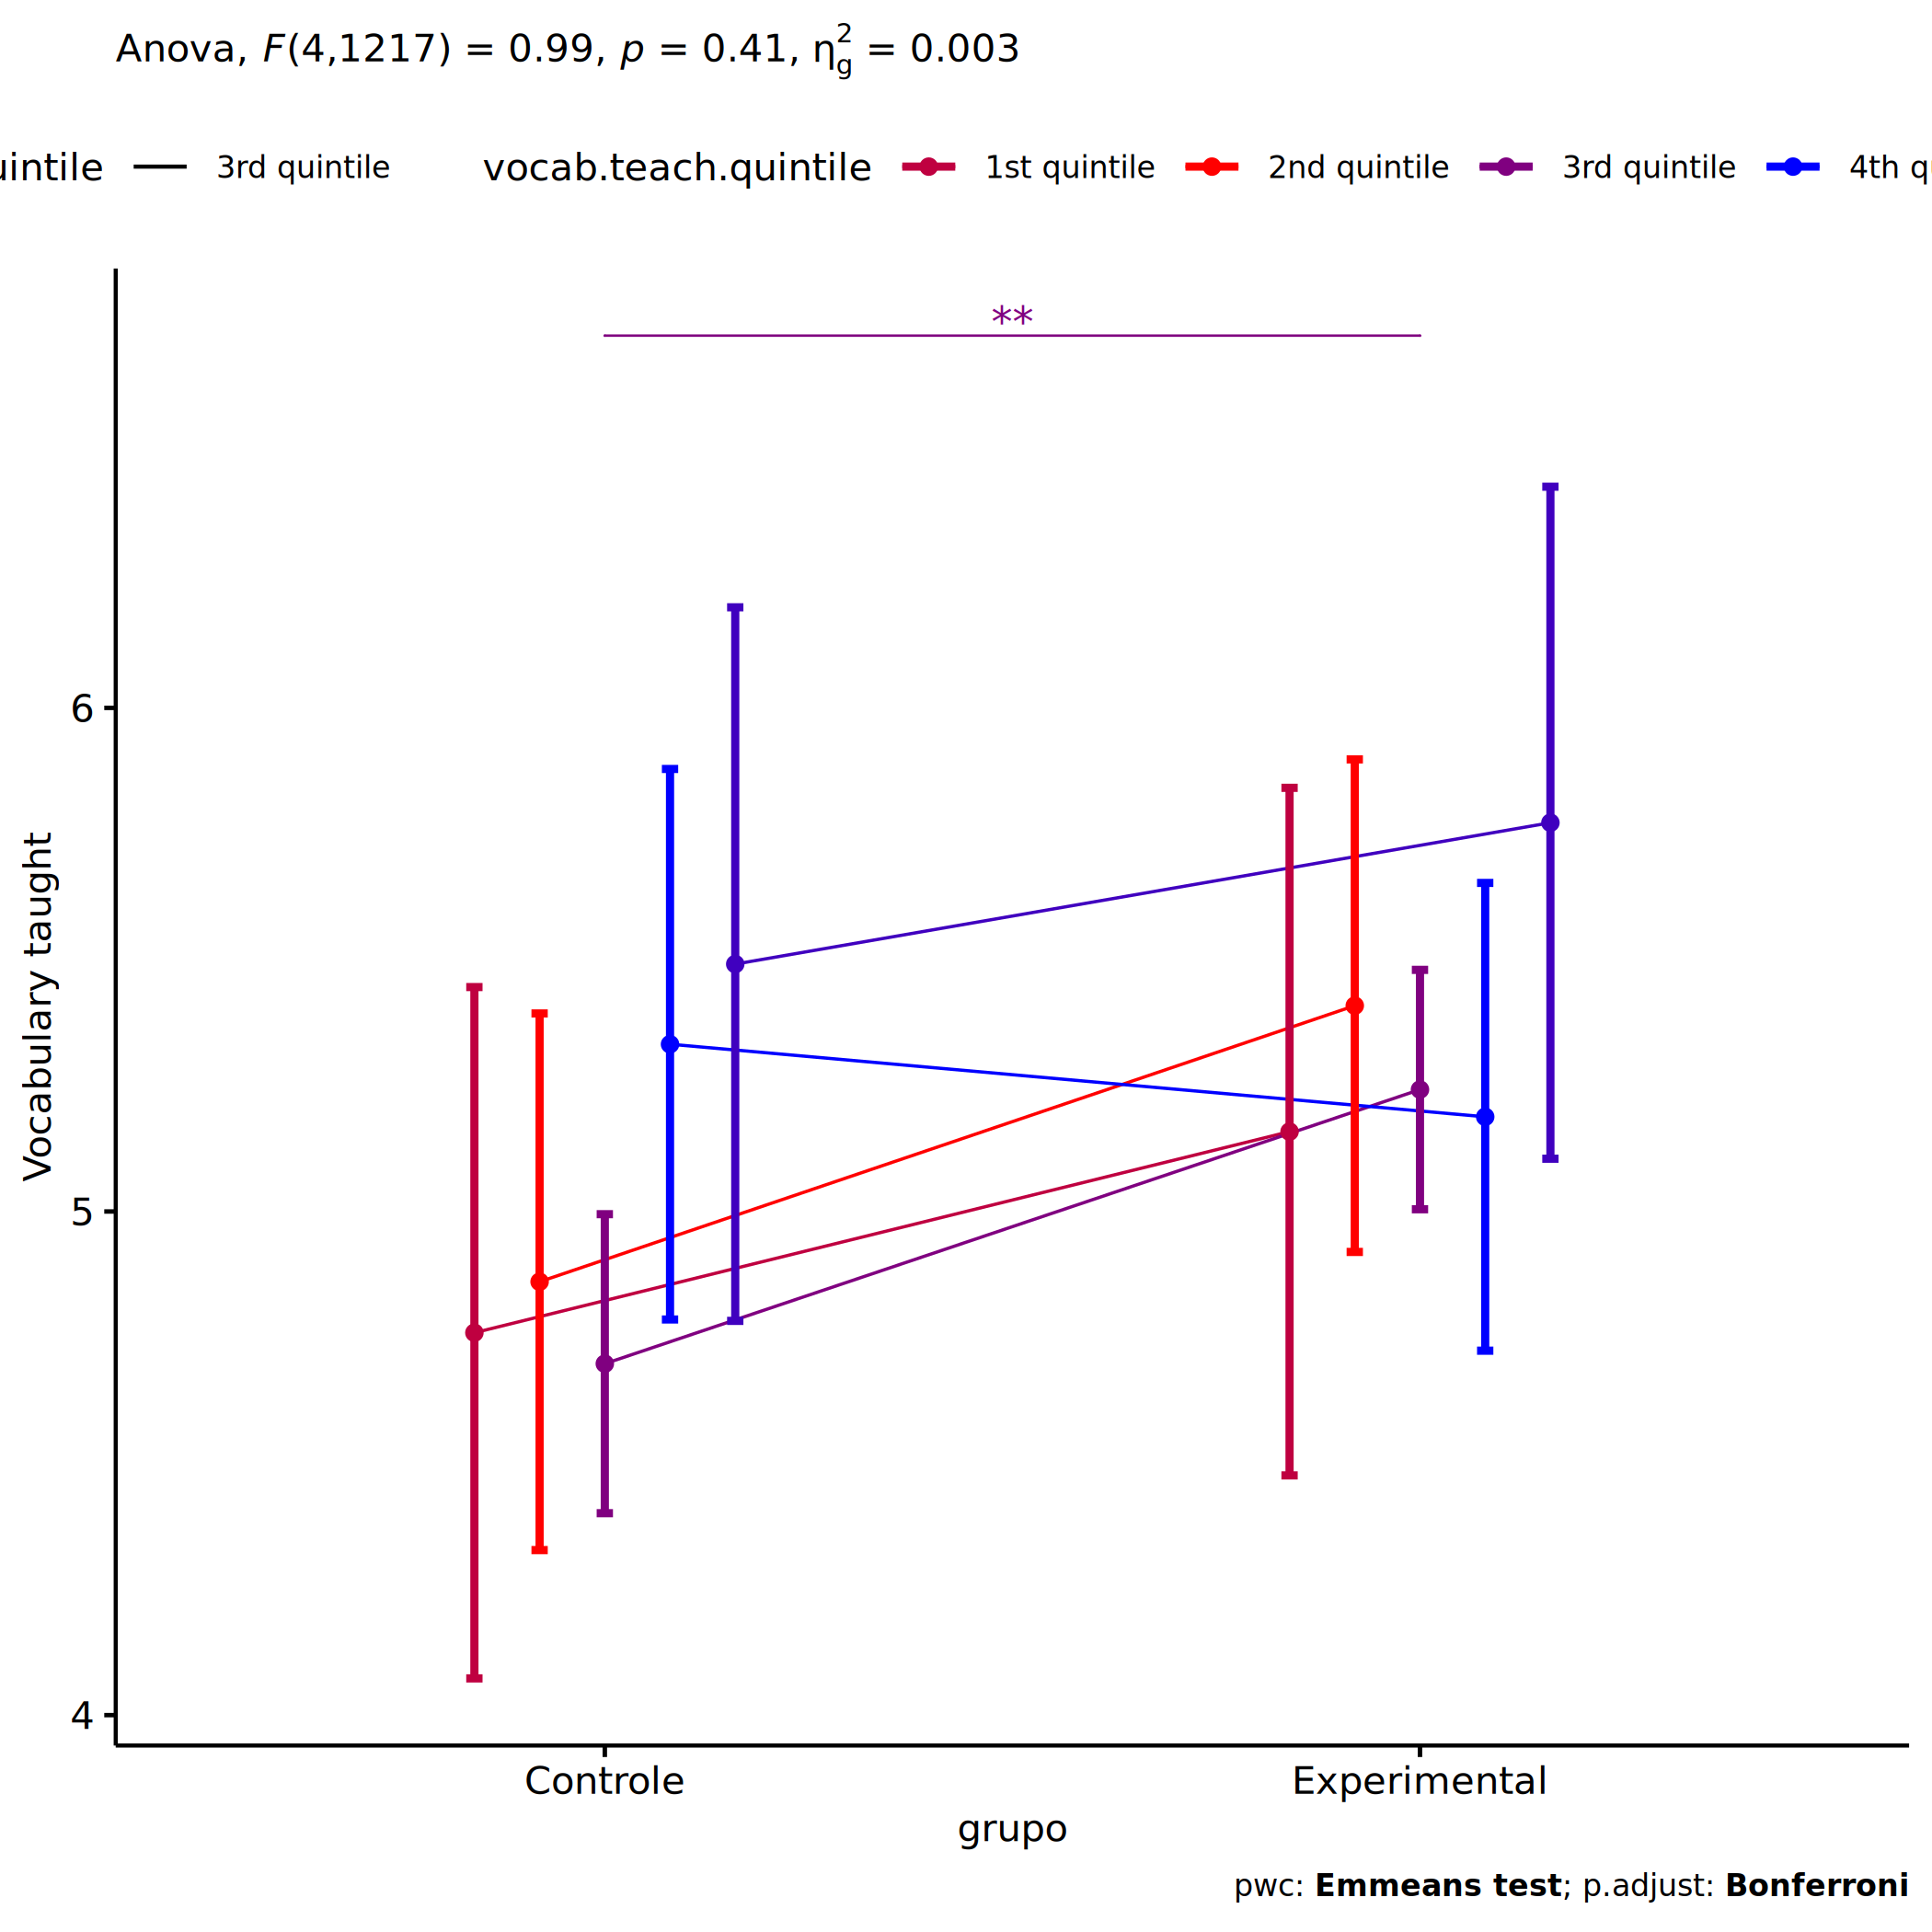 Anova, F(4,1217) = 0.99, p = 0.41, η²g = 0.003
3rd quintile vocab.teach.quintile 1st quintile 2nd quintile 3rd quintile 4th
**
6
5
4
Vocabulary taught
Controle Experimental
grupo
pwc: Emmeans test; p.adjust: Bonferroni